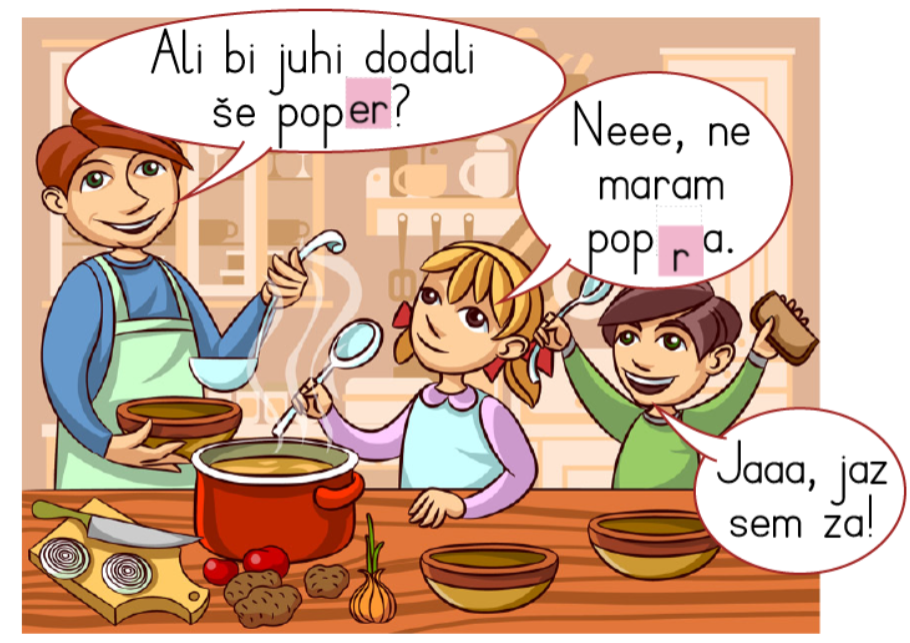 Ali bi juhi dodali
še poper?
Neee, ne
maram
popra.
Jaaa, jaz
sem za!